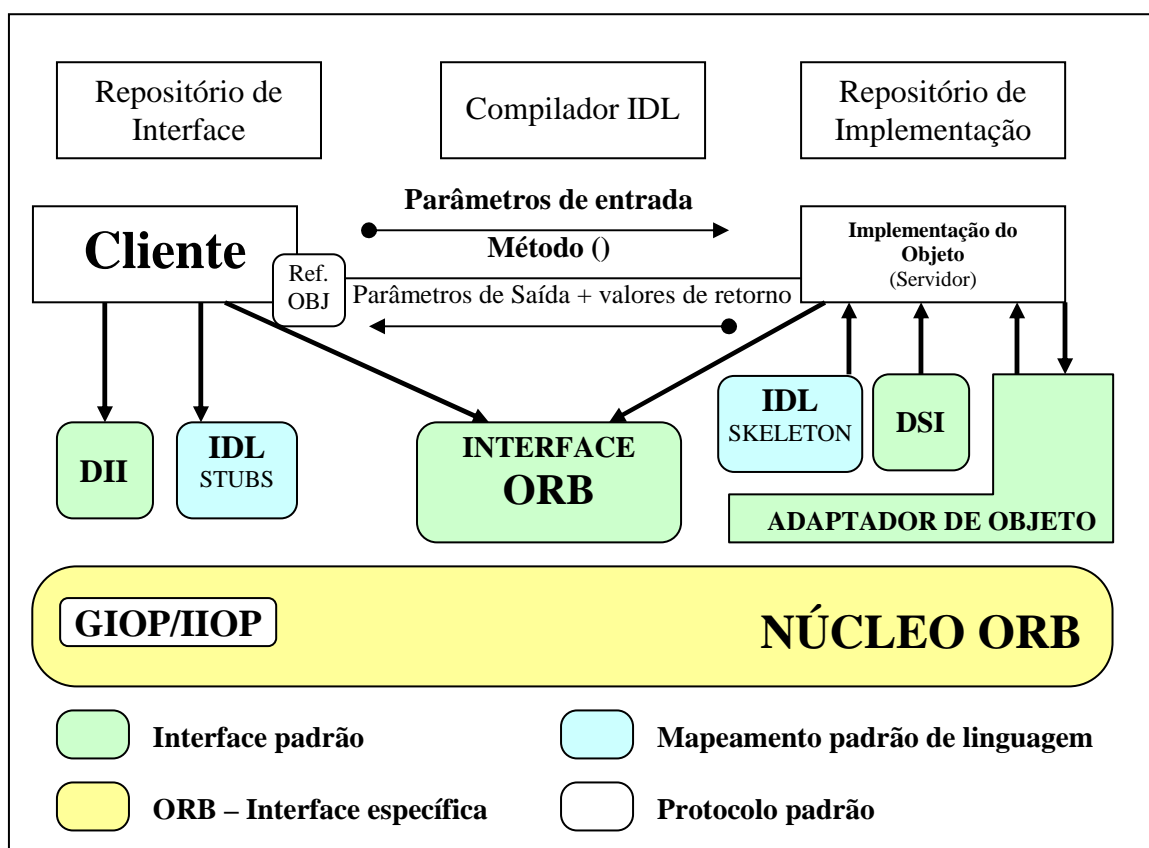 Repositório de
Interface
Compilador IDL
Repositório de
Implementação
Parâmetros de entrada
Cliente
Método ()
Implementação do
Objeto
(Servidor)
Ref.
OBJ
Parâmetros de Saída + valores de retorno
DII
IDL
STUBS
INTERFACE
ORB
IDL
SKELETON
DSI
ADAPTADOR DE OBJETO
GIOP/IIOP
NÚCLEO ORB
Interface padrão
Mapeamento padrão de linguagem
ORB – Interface específica
Protocolo padrão